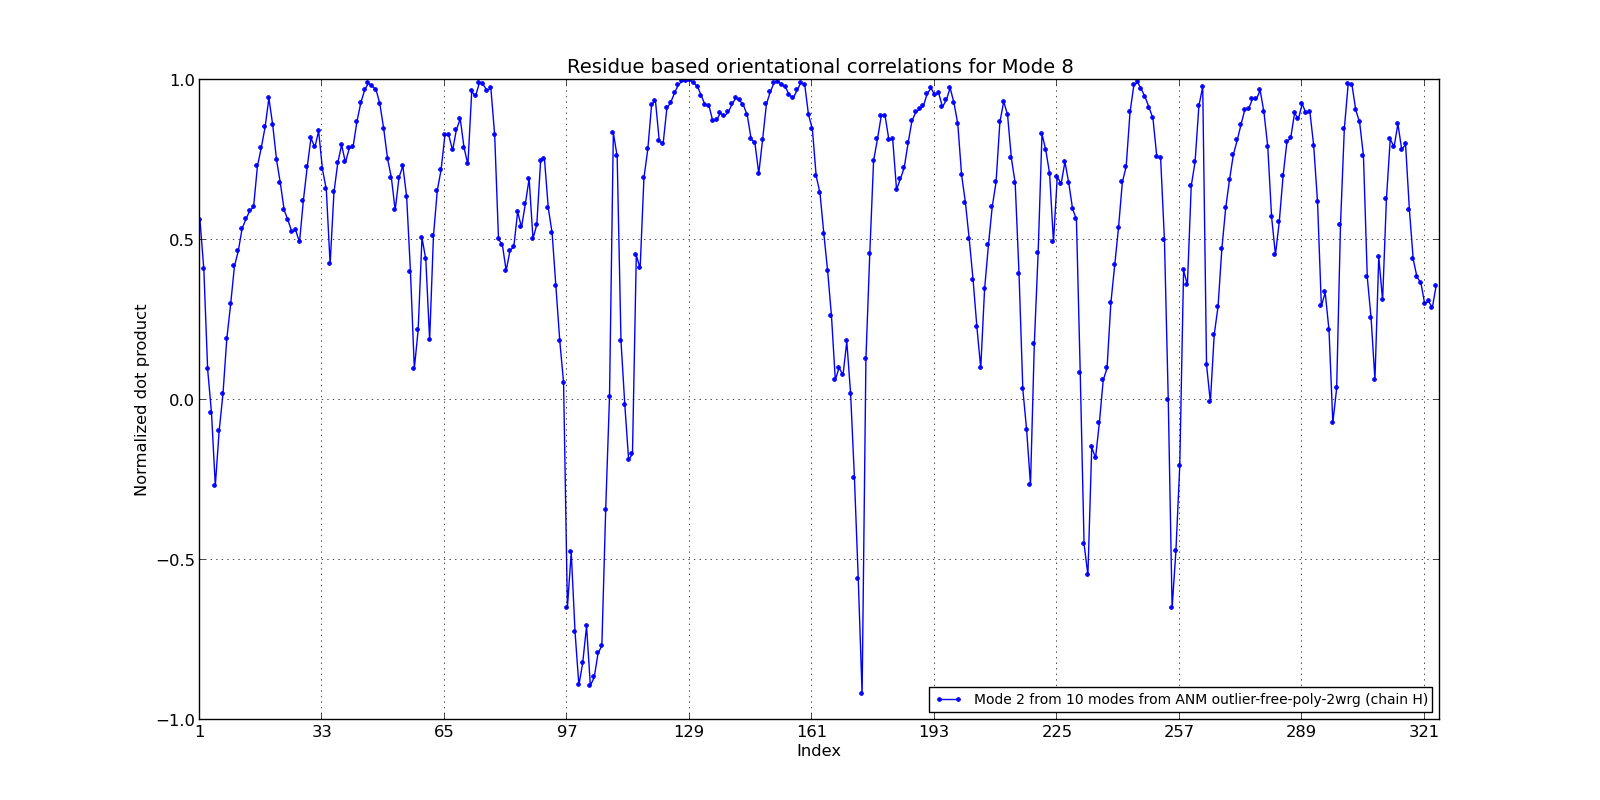 Residue based orientational correlations for Mode 8
Normalized dot product
1.0
0.5
0.0
−0.5
−1.0
Mode 2 from 10 modes from ANM outlier-free-poly-2wrg (chain H)
1 33 65 97 129 161 193 225 257 289 321
Index